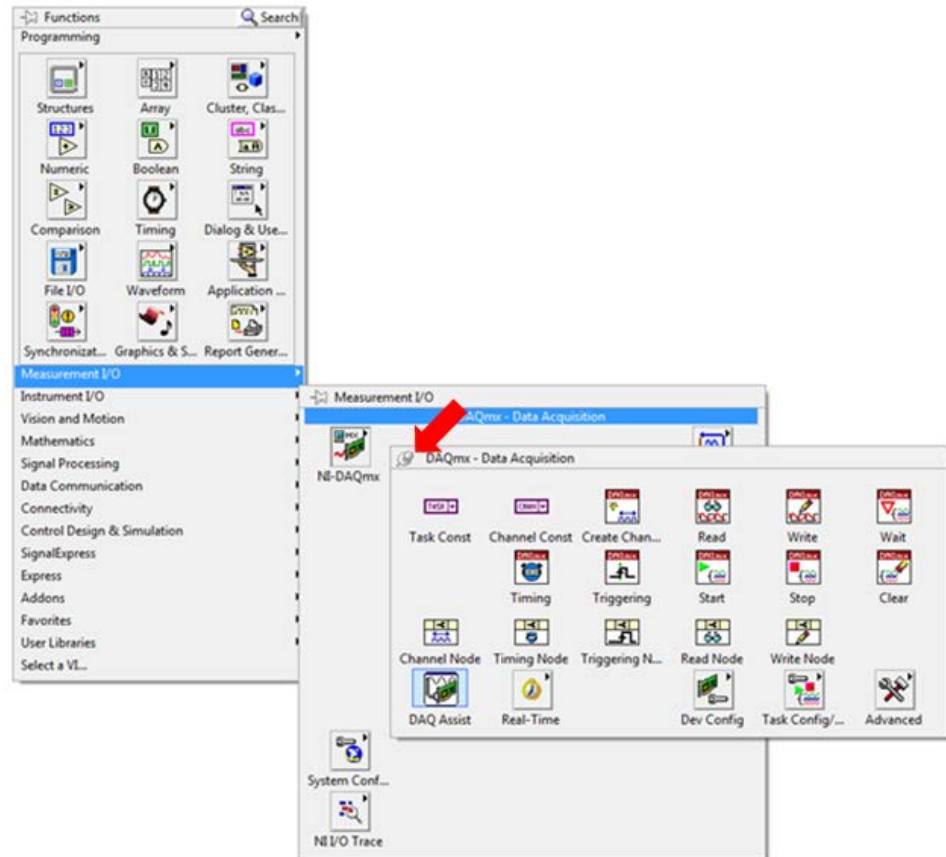 Functions Search
Programming
Structures Array Cluster, Clas...
Numeric Boolean String
Comparison Timing Dialog & Use...
File I/O Waveform Application ...
Synchronizat... Graphics & S... Report Gener...
Measurement I/O
Instrument I/O
Vision and Motion
Mathematics
Signal Processing
Data Communication
Connectivity
Control Design & Simulation
SignalExpress
Express
Addons
Favorites
User Libraries
Select a VI...
Measurement I/O
DAQmx - Data Acquisition
NI-DAQmx
DAQmx - Data Acquisition
Task Const Channel Const Create Chan... Read Write Wait
Timing Triggering Start Stop Clear
Channel Node Timing Node Triggering N... Read Node Write Node
DAQ Assist Real-Time Dev Config Task Config/... Advanced
System Conf...
NI I/O Trace